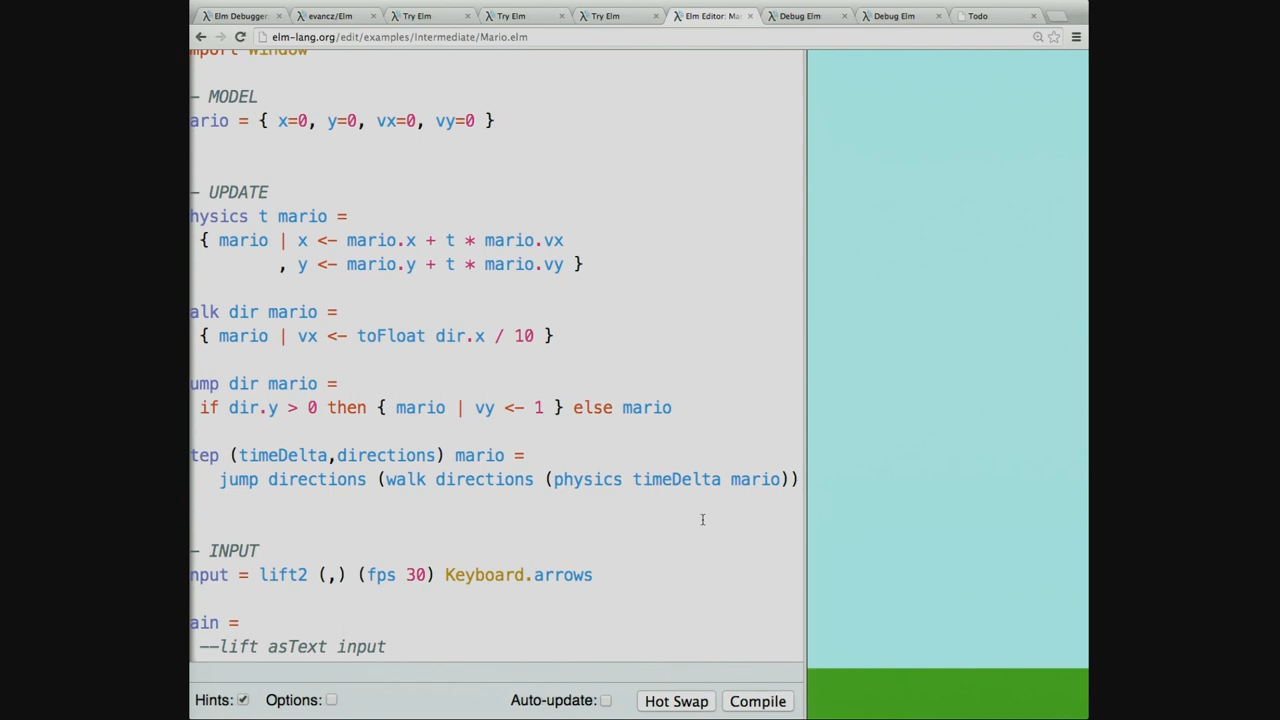 Elm Debugger: evancz/Elm Try Elm Try Elm Try Elm Elm Editor: Ma Debug Elm Debug Elm Todo
elm-lang.org/edit/examples/Intermediate/Mario.elm
mport Window
- MODEL
ario = { x=0, y=0, vx=0, vy=0 }
- UPDATE
hysics t mario =
{ mario | x <- mario.x + t * mario.vx
, y <- mario.y + t * mario.vy }
alk dir mario =
{ mario | vx <- toFloat dir.x / 10 }
ump dir mario =
if dir.y > 0 then { mario | vy <- 1 } else mario
tep (timeDelta,directions) mario =
jump directions (walk directions (physics timeDelta mario))
- INPUT
nput = lift2 (,) (fps 30) Keyboard.arrows
ain =
--lift asText input
Hints: Options: Auto-update: Hot Swap Compile